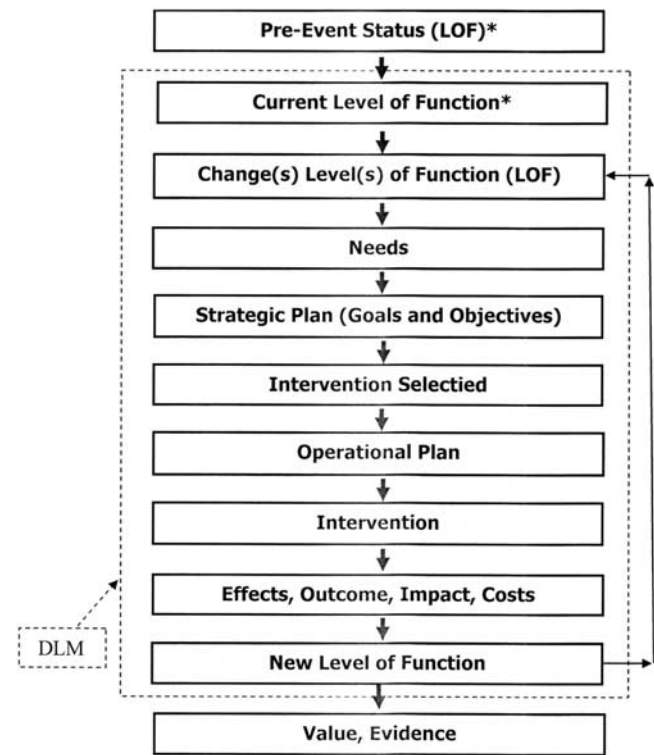 Pre-Event Status (LOF)*
Current Level of Function*
Change(s) Level(s) of Function (LOF)
Needs
Strategic Plan (Goals and Objectives)
Intervention Selectied
Operational Plan
Intervention
Effects, Outcome, Impact, Costs
DLM
New Level of Function
Value, Evidence